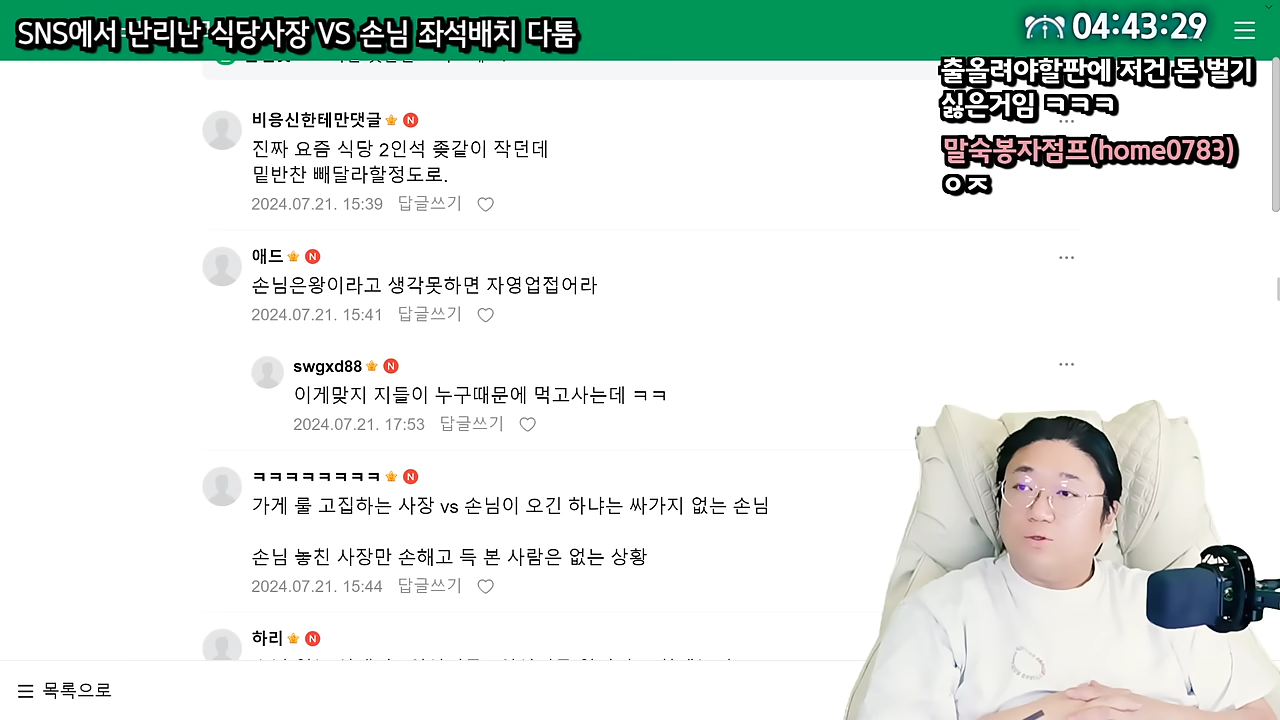 SNS에서 난리난 식당사장 VS 손님 좌석배치 다툼
04:43:29
출올려야할판에 저건 돈 벌기
싫은거임 ㅋㅋㅋ
말숙봉자점프(home0783)
ㅇㅈ
비응신한테만댓글 N
진짜 요즘 식당 2인석 좆같이 작던데
밑반찬 빼달라할정도로.
2024.07.21. 15:39 답글쓰기
애드 N
손님은왕이라고 생각못하면 자영업접어라
2024.07.21. 15:41 답글쓰기
swgxd88 N
이게맞지 지들이 누구때문에 먹고사는데 ㅋㅋ
2024.07.21. 17:53 답글쓰기
ㅋㅋㅋㅋㅋㅋㅋㅋ N
가게 룰 고집하는 사장 vs 손님이 오긴 하냐는 싸가지 없는 손님
손님 놓친 사장만 손해고 득 본 사람은 없는 상황
2024.07.21. 15:44 답글쓰기
하리 N
목록으로